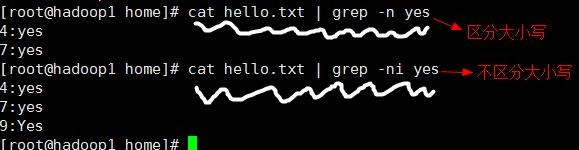 [root@hadoop1 home]# cat hello.txt | grep -n yes
区分大小写
4:yes
7:yes
[root@hadoop1 home]# cat hello.txt | grep -ni yes
不区分大小写
4:yes
7:yes
9:Yes
[root@hadoop1 home]#